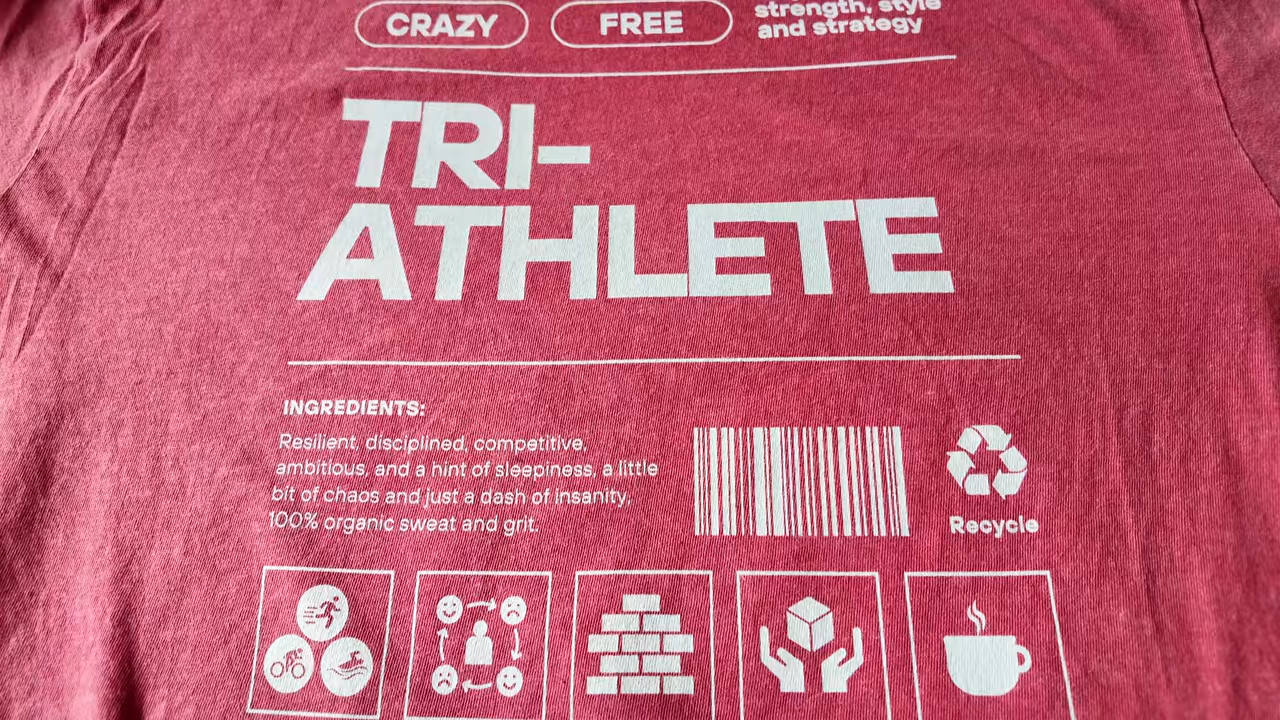 CRAZY
FREE
strength, style
and strategy
TRI-
ATHLETE
INGREDIENTS:
Resilient, disciplined, competitive,
ambitious, and a hint of sleepiness, a little
bit of chaos and just a dash of insanity,
100% organic sweat and grit.
Recycle